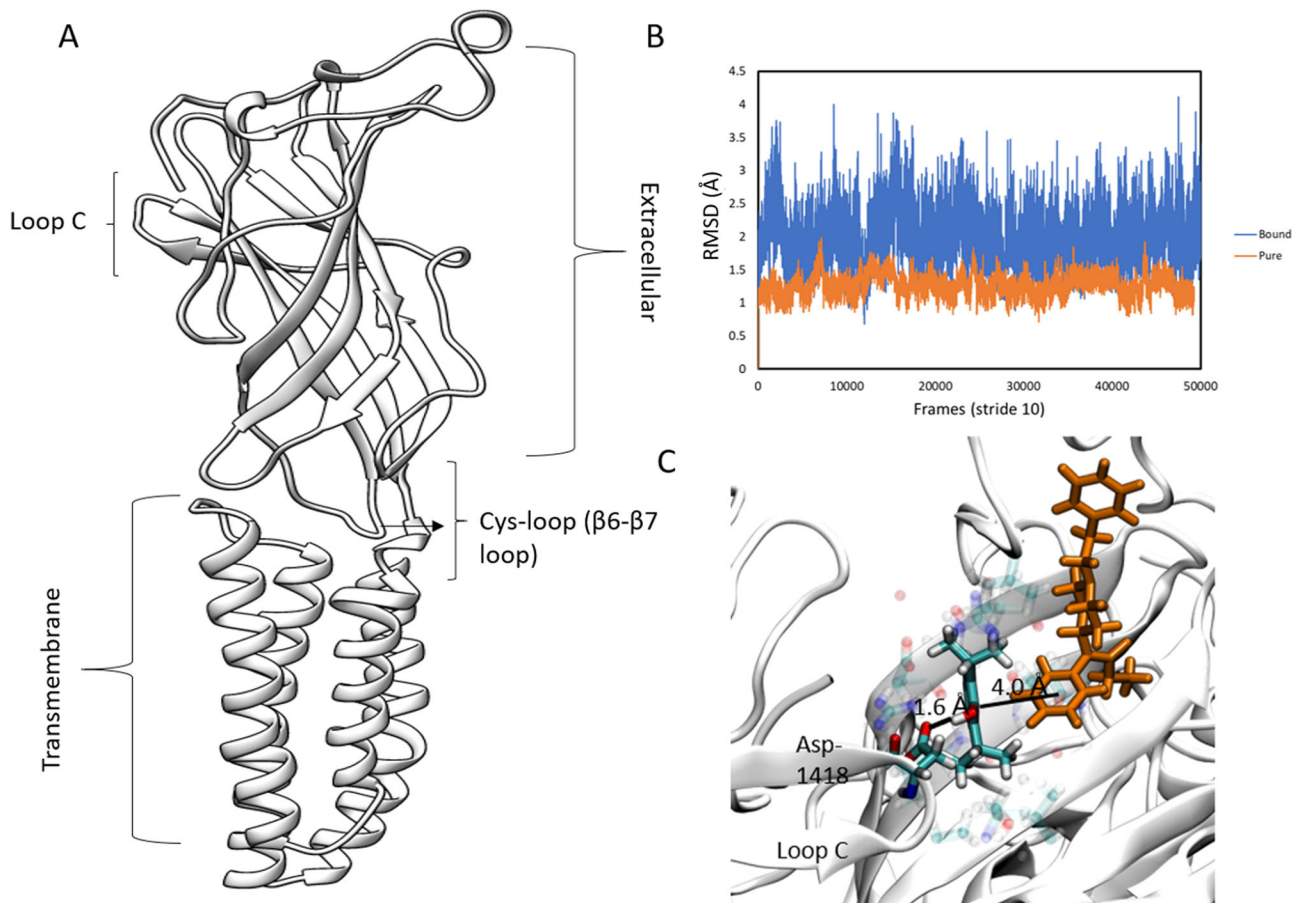 A
Loop C
Extracellular
Cys-loop (β6-β7
loop)
Transmembrane
B
4.5
4
3.5
3
2.5
2
1.5
1
0.5
0
RMSD (Å)
0
10000
20000
30000
40000
50000
Frames (stride 10)
Bound
Pure
C
4.0 Å
1.6 Å
Asp-
1418
Loop C